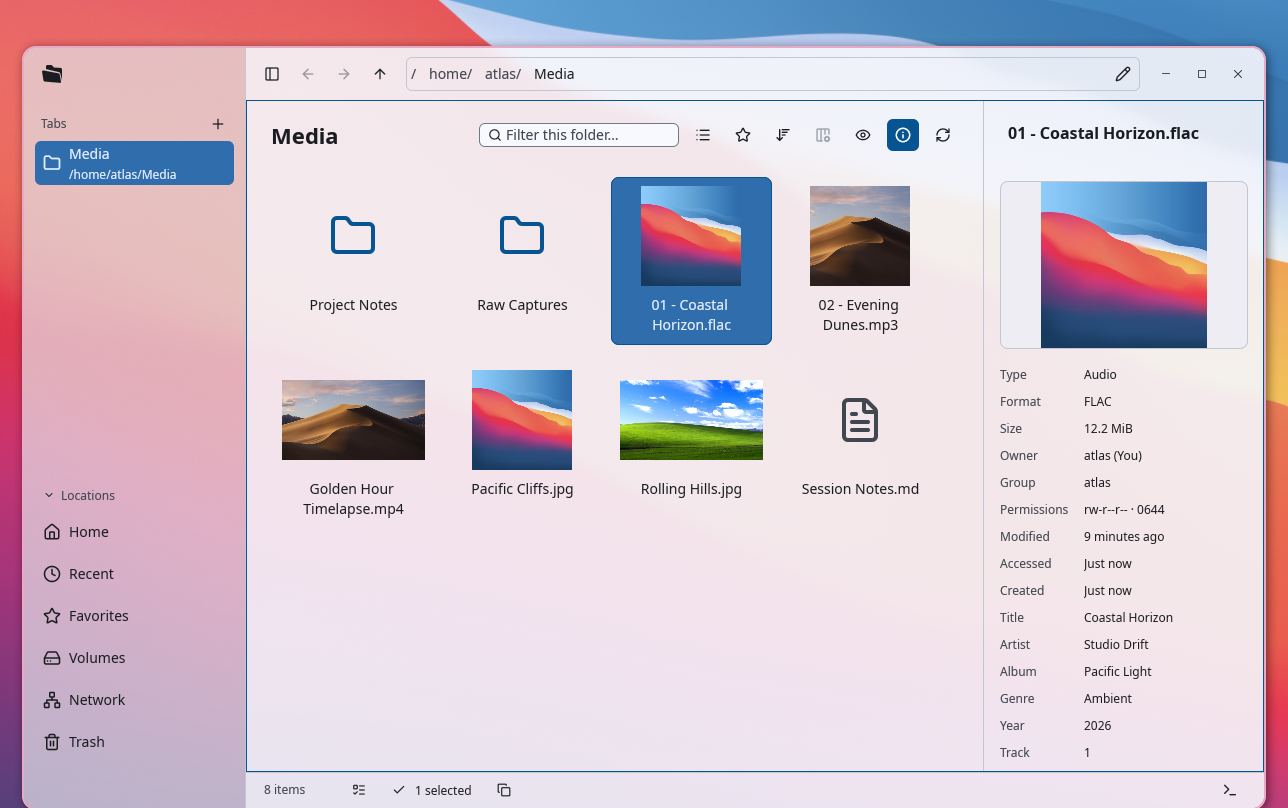 / home/ atlas/ Media
Tabs
Media
/home/atlas/Media
Locations
Home
Recent
Favorites
Volumes
Network
Trash
Media
Filter this folder...
Project Notes
Raw Captures
01 - Coastal
Horizon.flac
02 - Evening
Dunes.mp3
Golden Hour
Timelapse.mp4
Pacific Cliffs.jpg
Rolling Hills.jpg
Session Notes.md
01 - Coastal Horizon.flac
Type Audio
Format FLAC
Size 12.2 MiB
Owner atlas (You)
Group atlas
Permissions rw-r--r-- · 0644
Modified 9 minutes ago
Accessed Just now
Created Just now
Title Coastal Horizon
Artist Studio Drift
Album Pacific Light
Genre Ambient
Year 2026
Track 1
8 items
1 selected